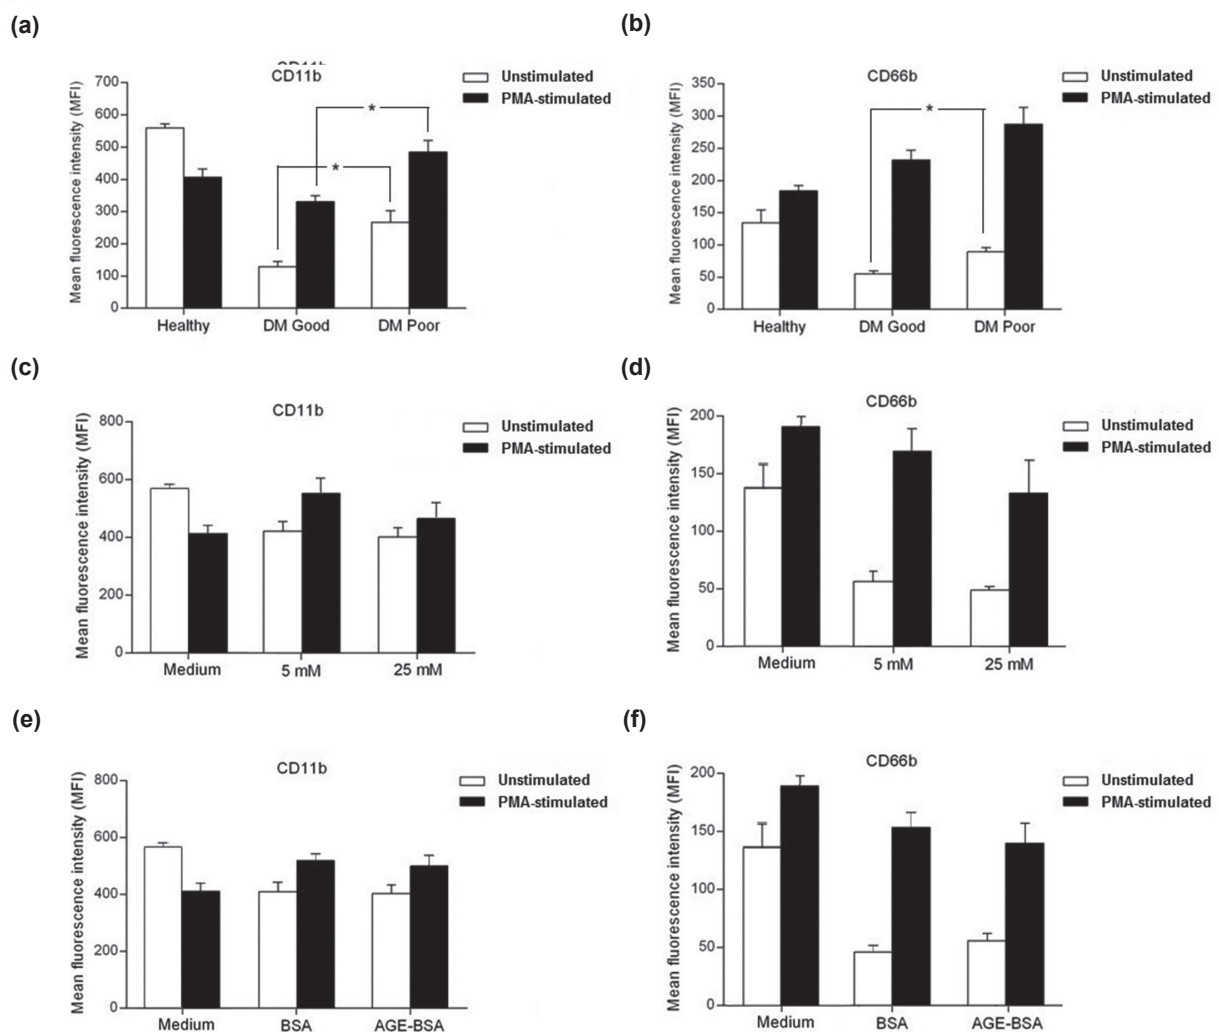 (a)
CD11b
Mean fluorescence intensity (MFI)
700
600
500
400
300
200
100
0
Healthy
DM Good
DM Poor
*
*
Unstimulated
PMA-stimulated
(b)
CD66b
Mean fluorescence intensity (MFI)
350
300
250
200
150
100
50
0
Healthy
DM Good
DM Poor
*
Unstimulated
PMA-stimulated
(c)
CD11b
Mean fluorescence intensity (MFI)
800
600
400
200
0
Medium
5 mM
25 mM
Unstimulated
PMA-stimulated
(d)
CD66b
Mean fluorescence intensity (MFI)
200
150
100
50
0
Medium
5 mM
25 mM
Unstimulated
PMA-stimulated
(e)
CD11b
Mean fluorescence intensity (MFI)
800
600
400
200
0
Medium
BSA
AGE-BSA
Unstimulated
PMA-stimulated
(f)
CD66b
Mean fluorescence intensity (MFI)
200
150
100
50
0
Medium
BSA
AGE-BSA
Unstimulated
PMA-stimulated